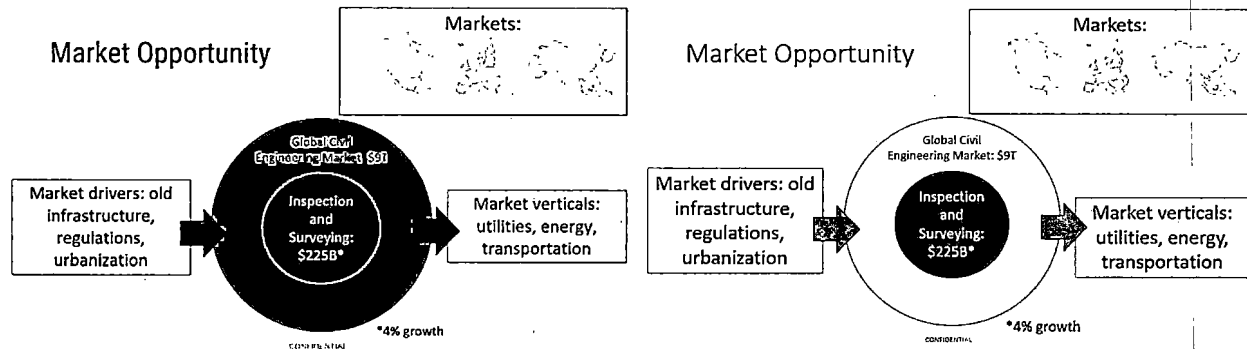 Market Opportunity
Markets:
Global Civil
Engineering Market $9T
Market drivers: old
infrastructure,
regulations,
urbanization
Inspection
and
Surveying:
$225B*
Market verticals:
utilities, energy,
transportation
*4% growth
CONFIDENTIAL
Market Opportunity
Markets:
Global Civil
Engineering Market: $9T
Market drivers: old
infrastructure,
regulations,
urbanization
Inspection
and
Surveying:
$225B*
Market verticals:
utilities, energy,
transportation
*4% growth
CONFIDENTIAL